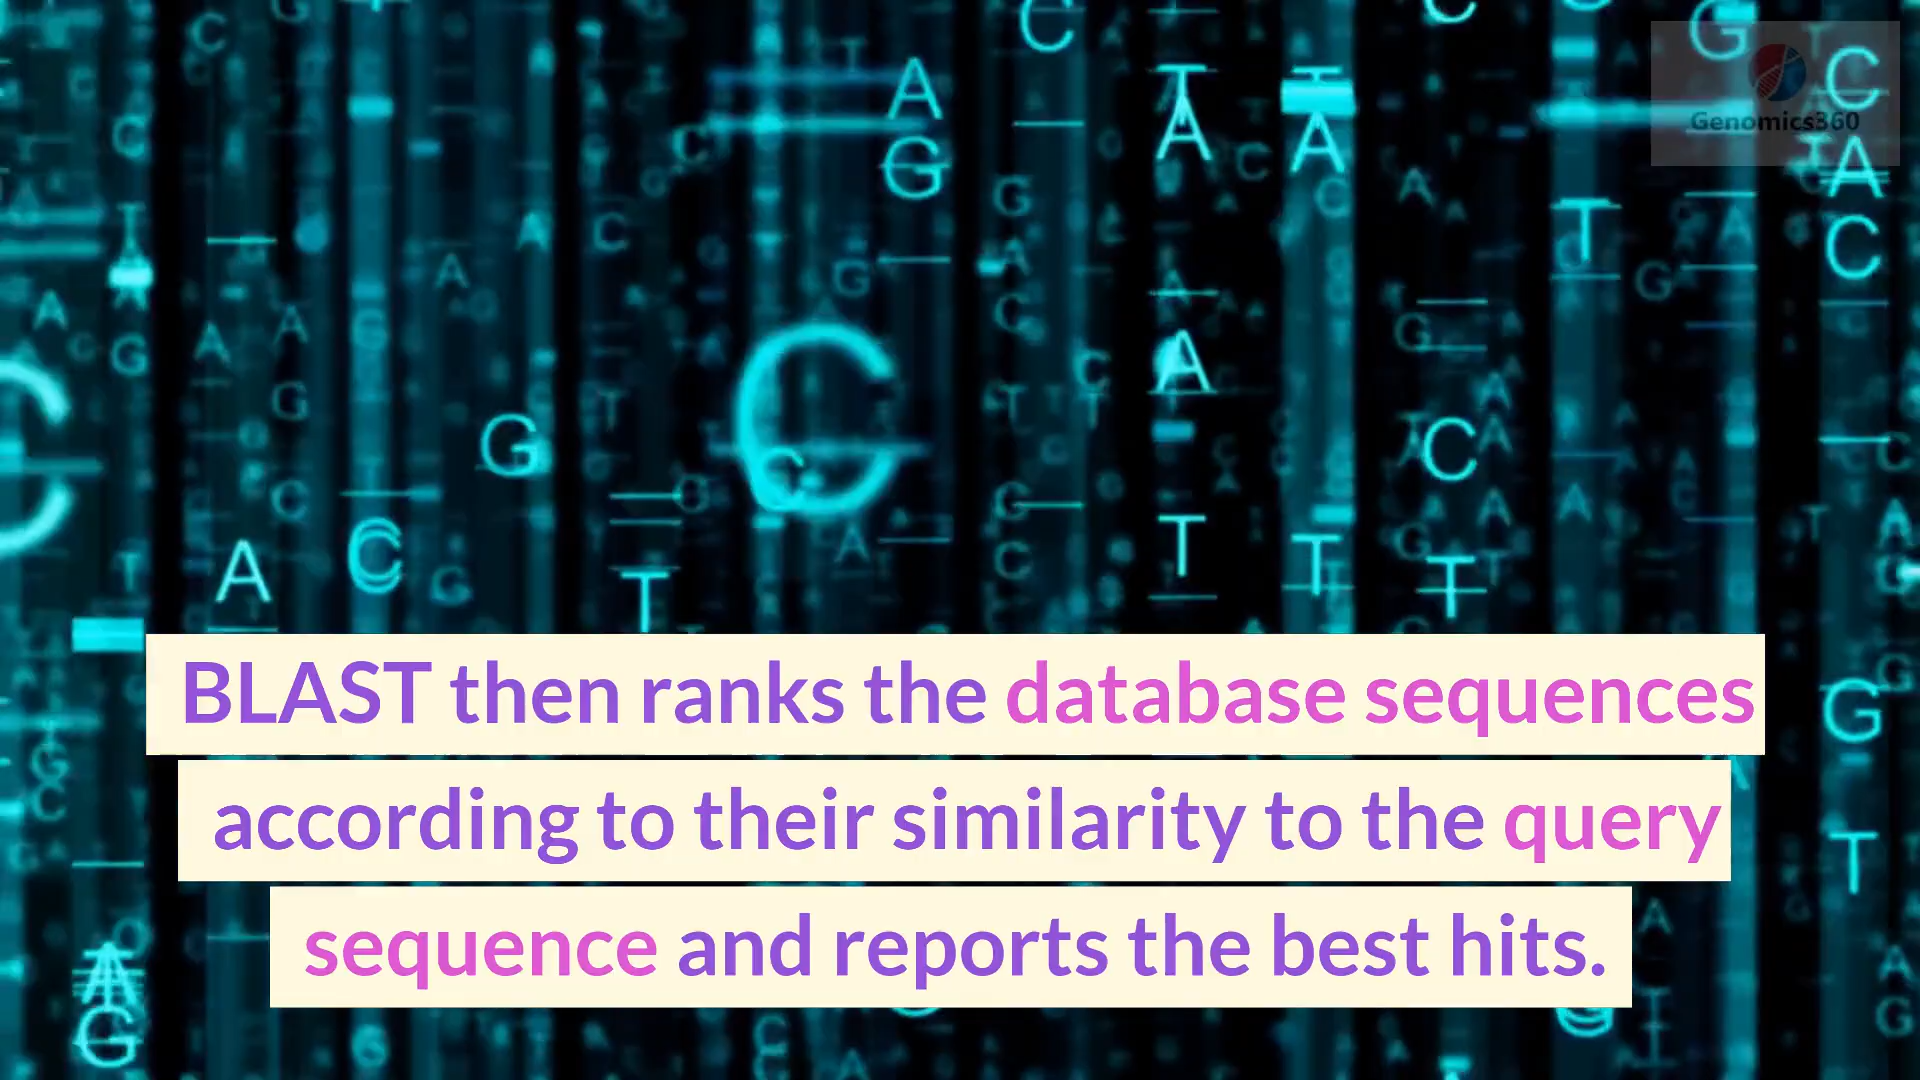 Genomics360
BLAST then ranks the database sequences
according to their similarity to the query
sequence and reports the best hits.